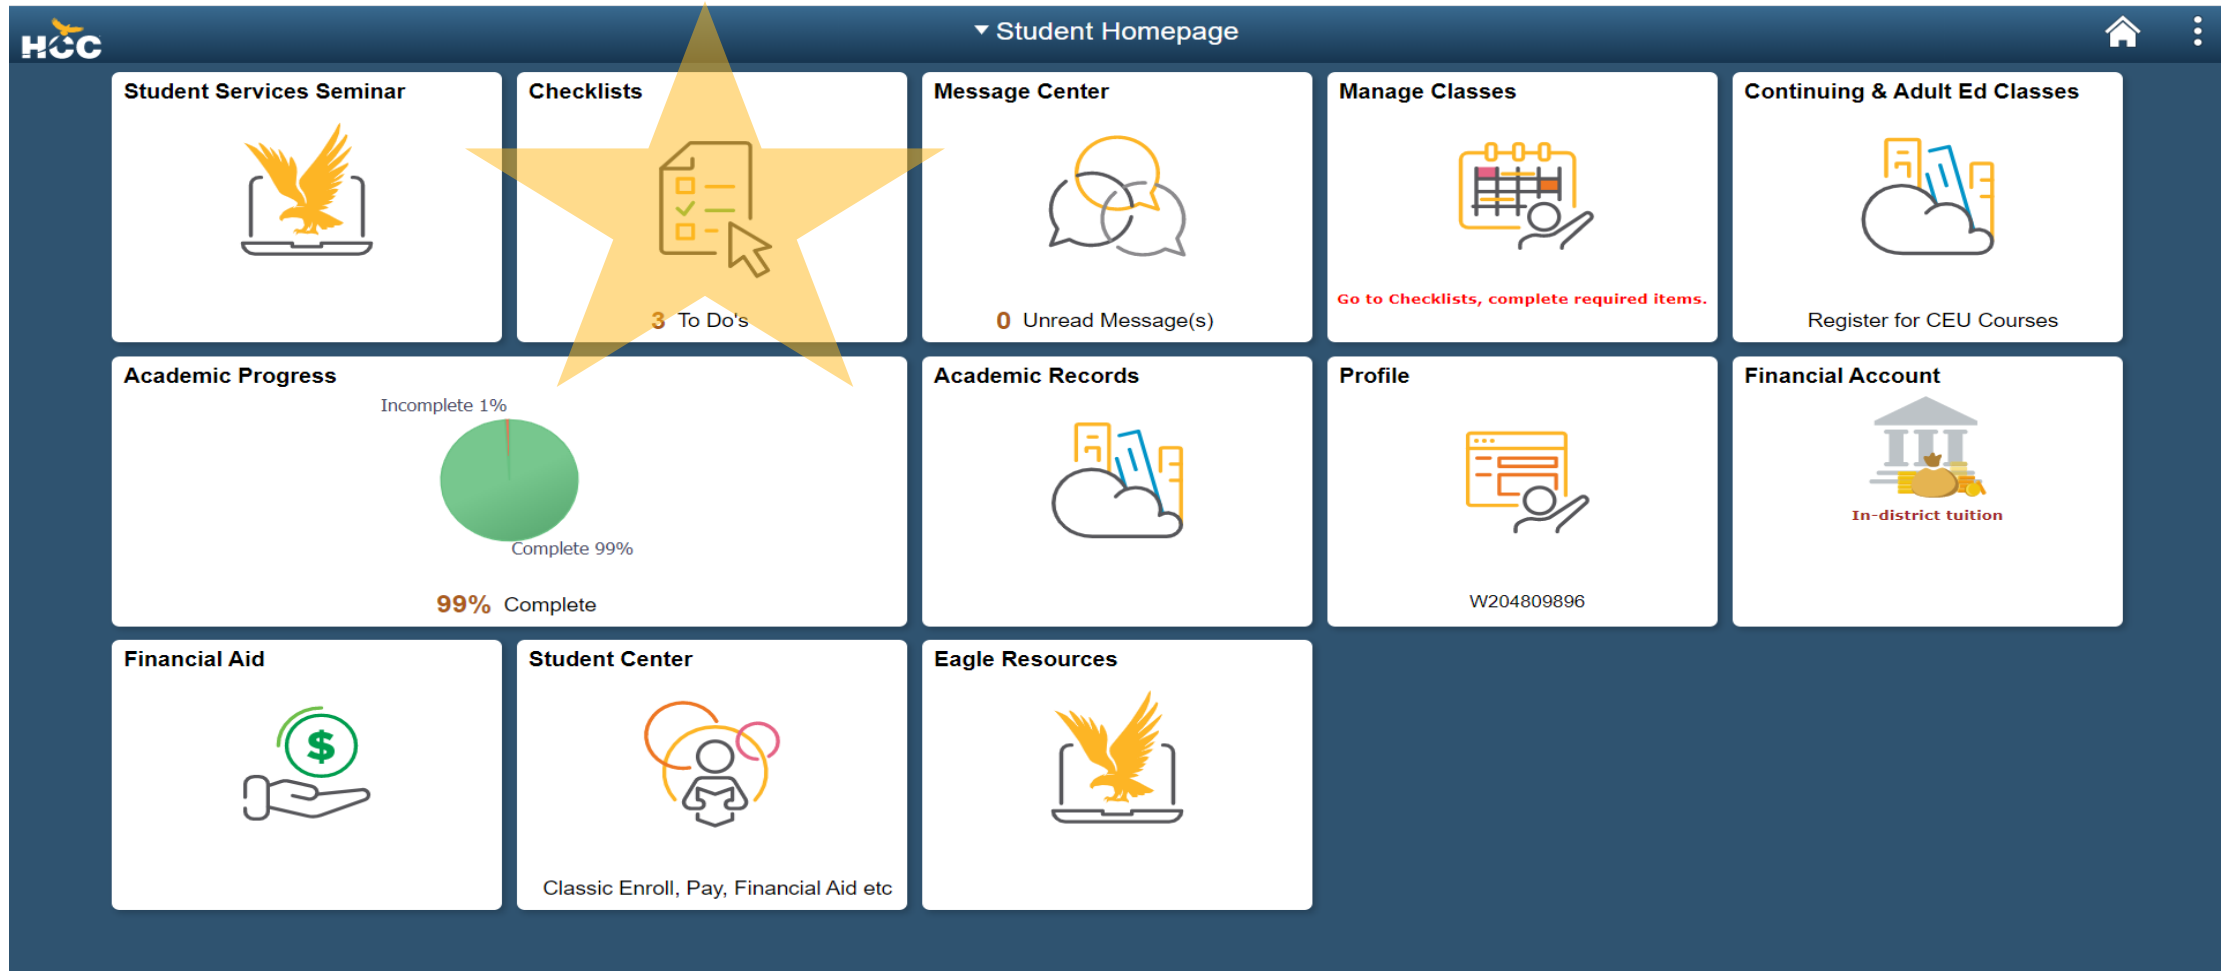 HCC
Student Homepage
Student Services Seminar
Checklists
3 To Do's
Message Center
0 Unread Message(s)
Manage Classes
Go to Checklists, complete required items.
Continuing & Adult Ed Classes
Register for CEU Courses
Academic Progress
Incomplete 1%
Complete 99%
99% Complete
Academic Records
Profile
W204809896
Financial Account
In-district tuition
Financial Aid
$
Student Center
Classic Enroll, Pay, Financial Aid etc
Eagle Resources